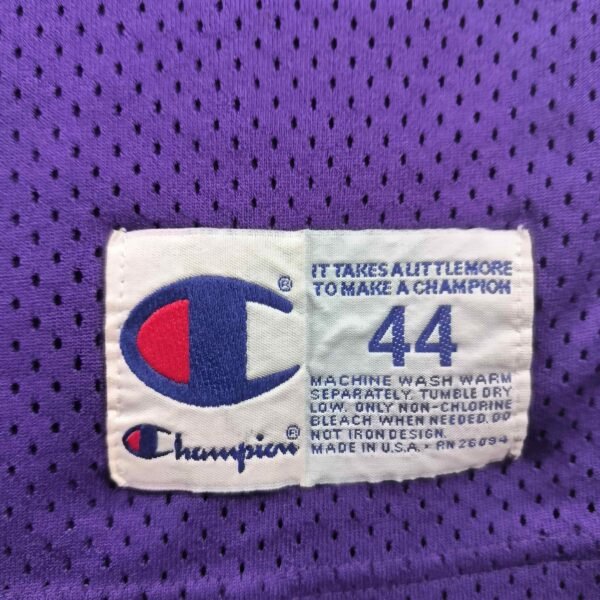 IT TAKES A LITTLE MORE
TO MAKE A CHAMPION
44
MACHINE WASH WARM
SEPARATELY. TUMBLE DRY
LOW. ONLY NON-CHLORINE
BLEACH WHEN NEEDED. DO
NOT IRON DESIGN.
MADE IN U.S.A. • RN 26094
®
Champion®